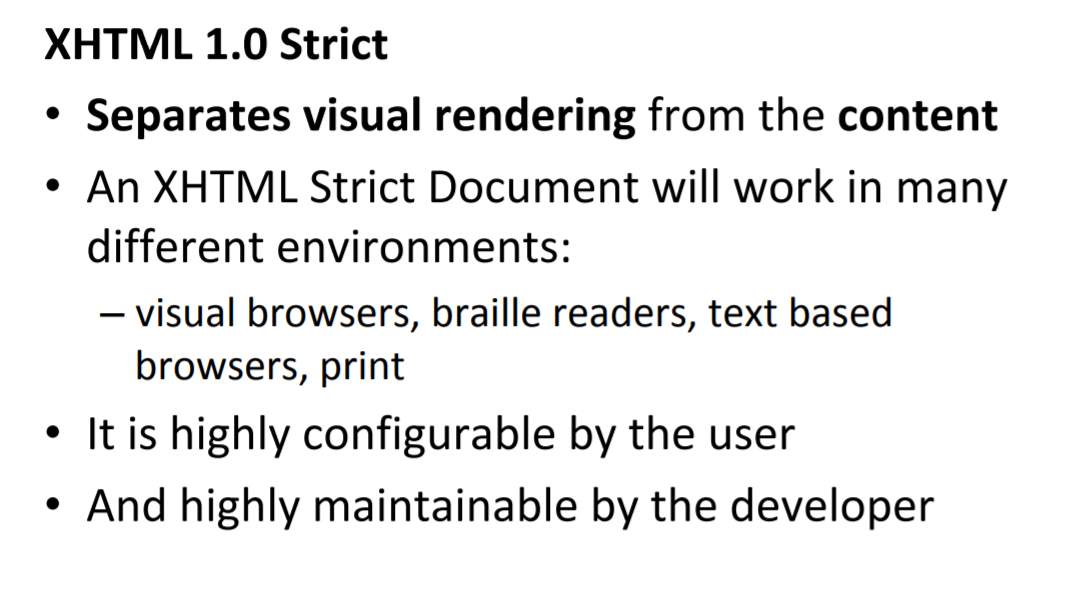 XHTML 1.0 Strict
• Separates visual rendering from the content
• An XHTML Strict Document will work in many
different environments:
– visual browsers, braille readers, text based
browsers, print
• It is highly configurable by the user
• And highly maintainable by the developer